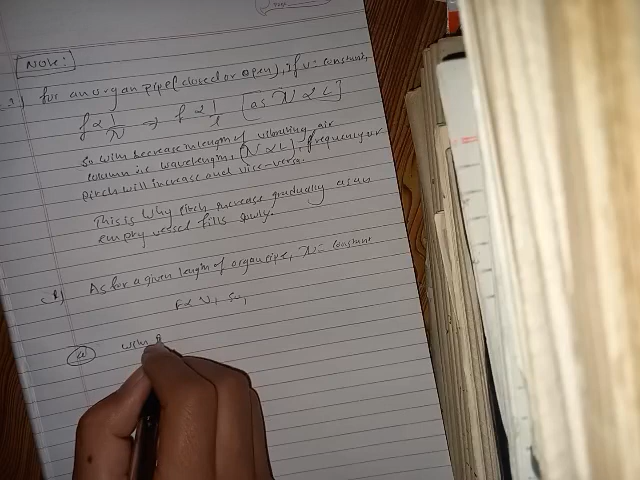 Note:
1) for an organ pipe (closed or open), if v = constant,
f ∝ 1/λ → f ∝ 1/l [as λ ∝ L]
So with decrease in length of vibrating air
column i.e wavelength, (λ ∝ L), frequency or
pitch will increase and vice-versa.
This is why pitch increase gradually as an
empty vessel fills slowly.
As for a given length of organ pipe, λ = constant
f ∝ v, So,
(a) with